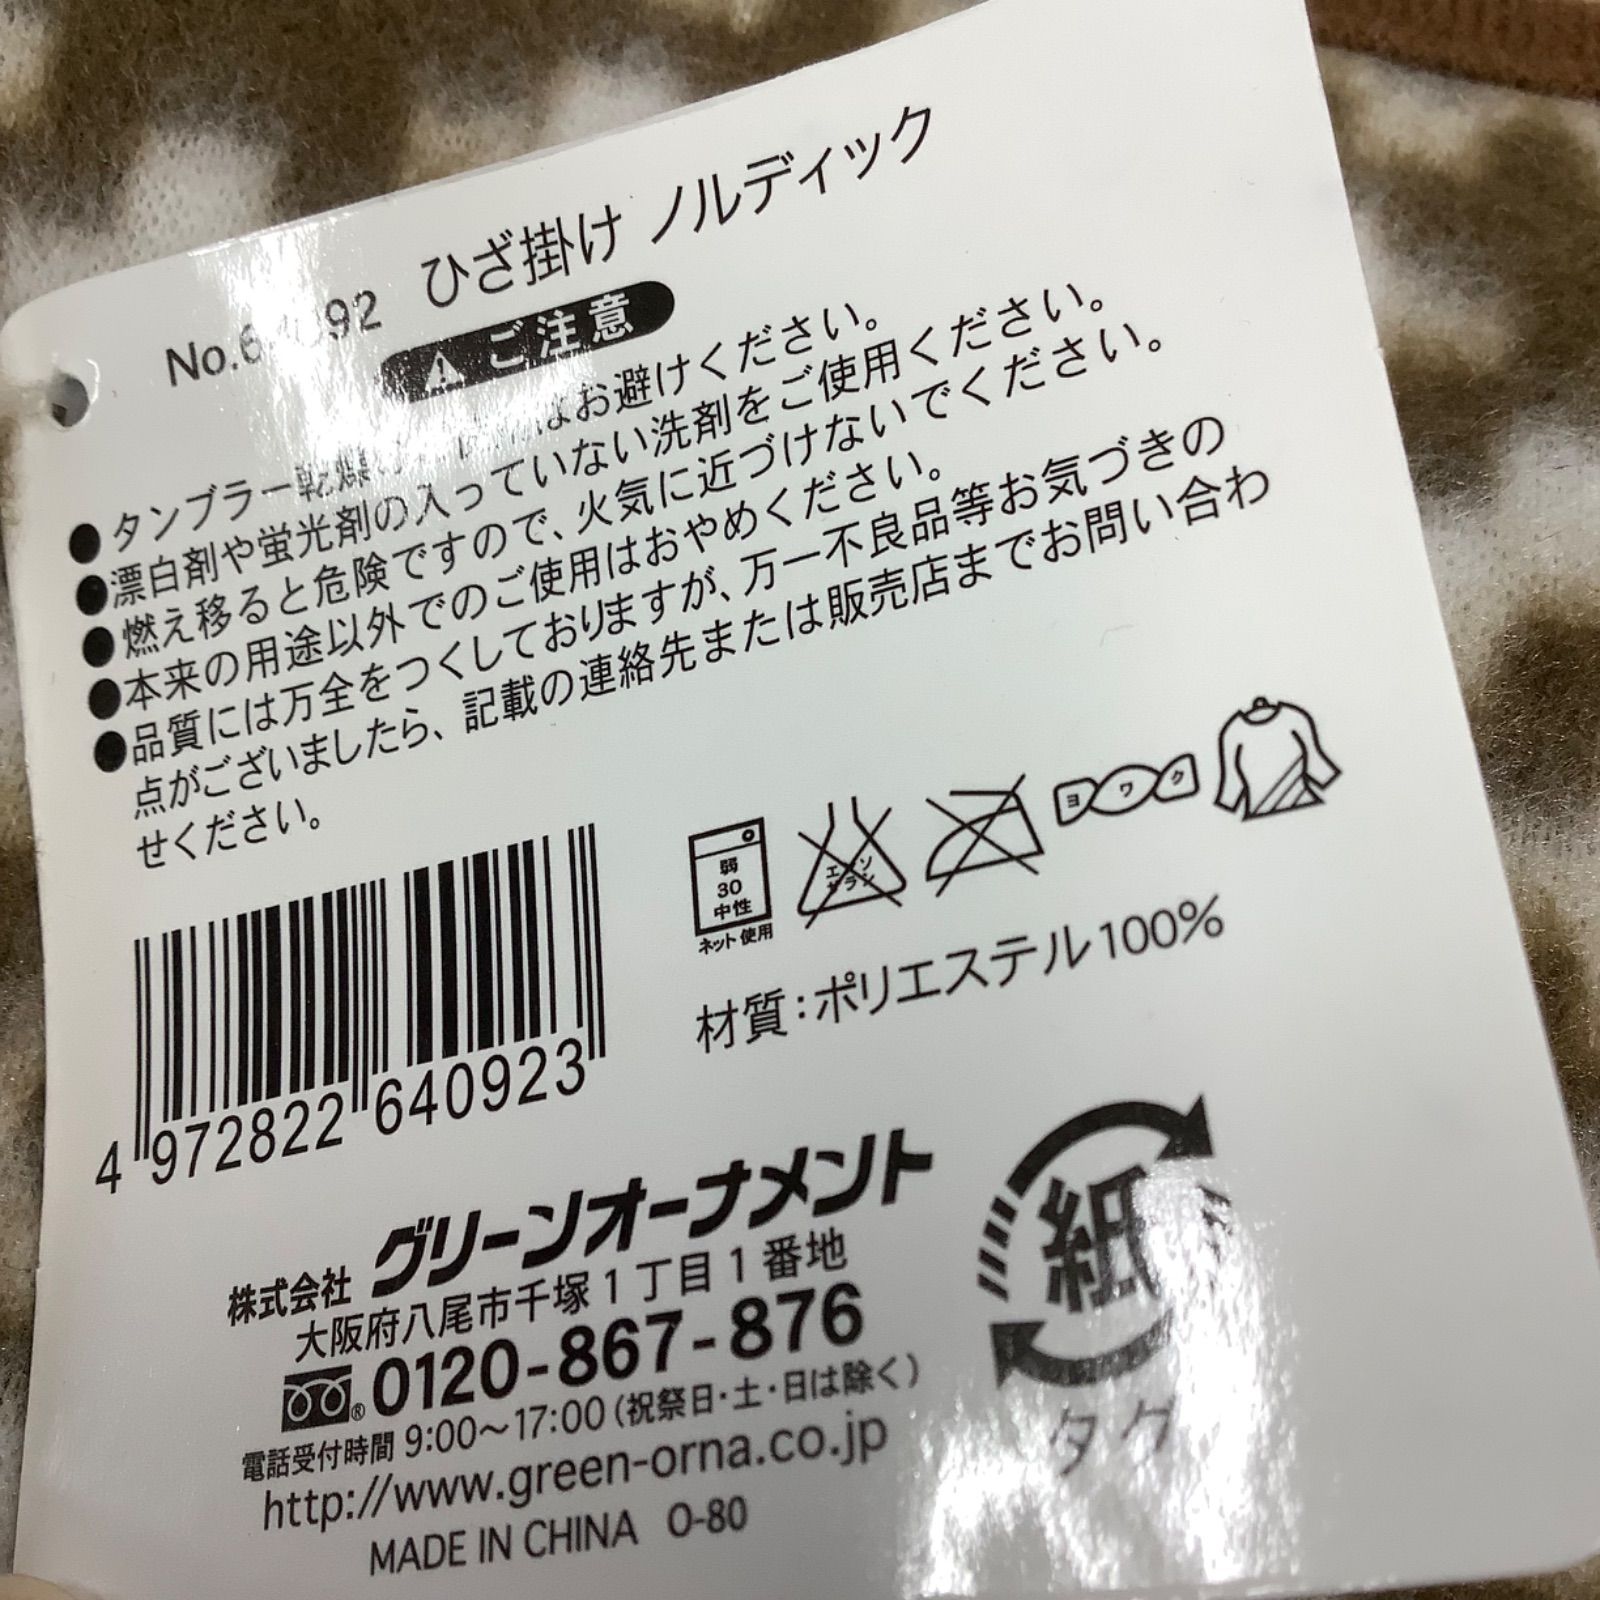 ひざ掛け ノルディック
ご注意
●タンブラー乾燥 はお避けください。
●漂白剤や蛍光剤の入っていない洗剤をご使用ください。
●燃え移ると危険ですので、火気に近づけないでください。
●本来の用途以外でのご使用はおやめください。
●品質には万全をつくしておりますが、万一不良品等お気づきの
点がございましたら、記載の連絡先または販売店までお問い合わ
せください。
弱
30
中性
ネット使用
エンソ
サラシ
ヨワク
材質:ポリエステル100%
4 972822 640923
株式会社 グリーンオーナメント
大阪府八尾市千塚1丁目1番地
0120-867-876
電話受付時間 9:00〜17:00(祝祭日・土・日は除く)
http://www.green-orna.co.jp
MADE IN CHINA O-80
紙
タグ